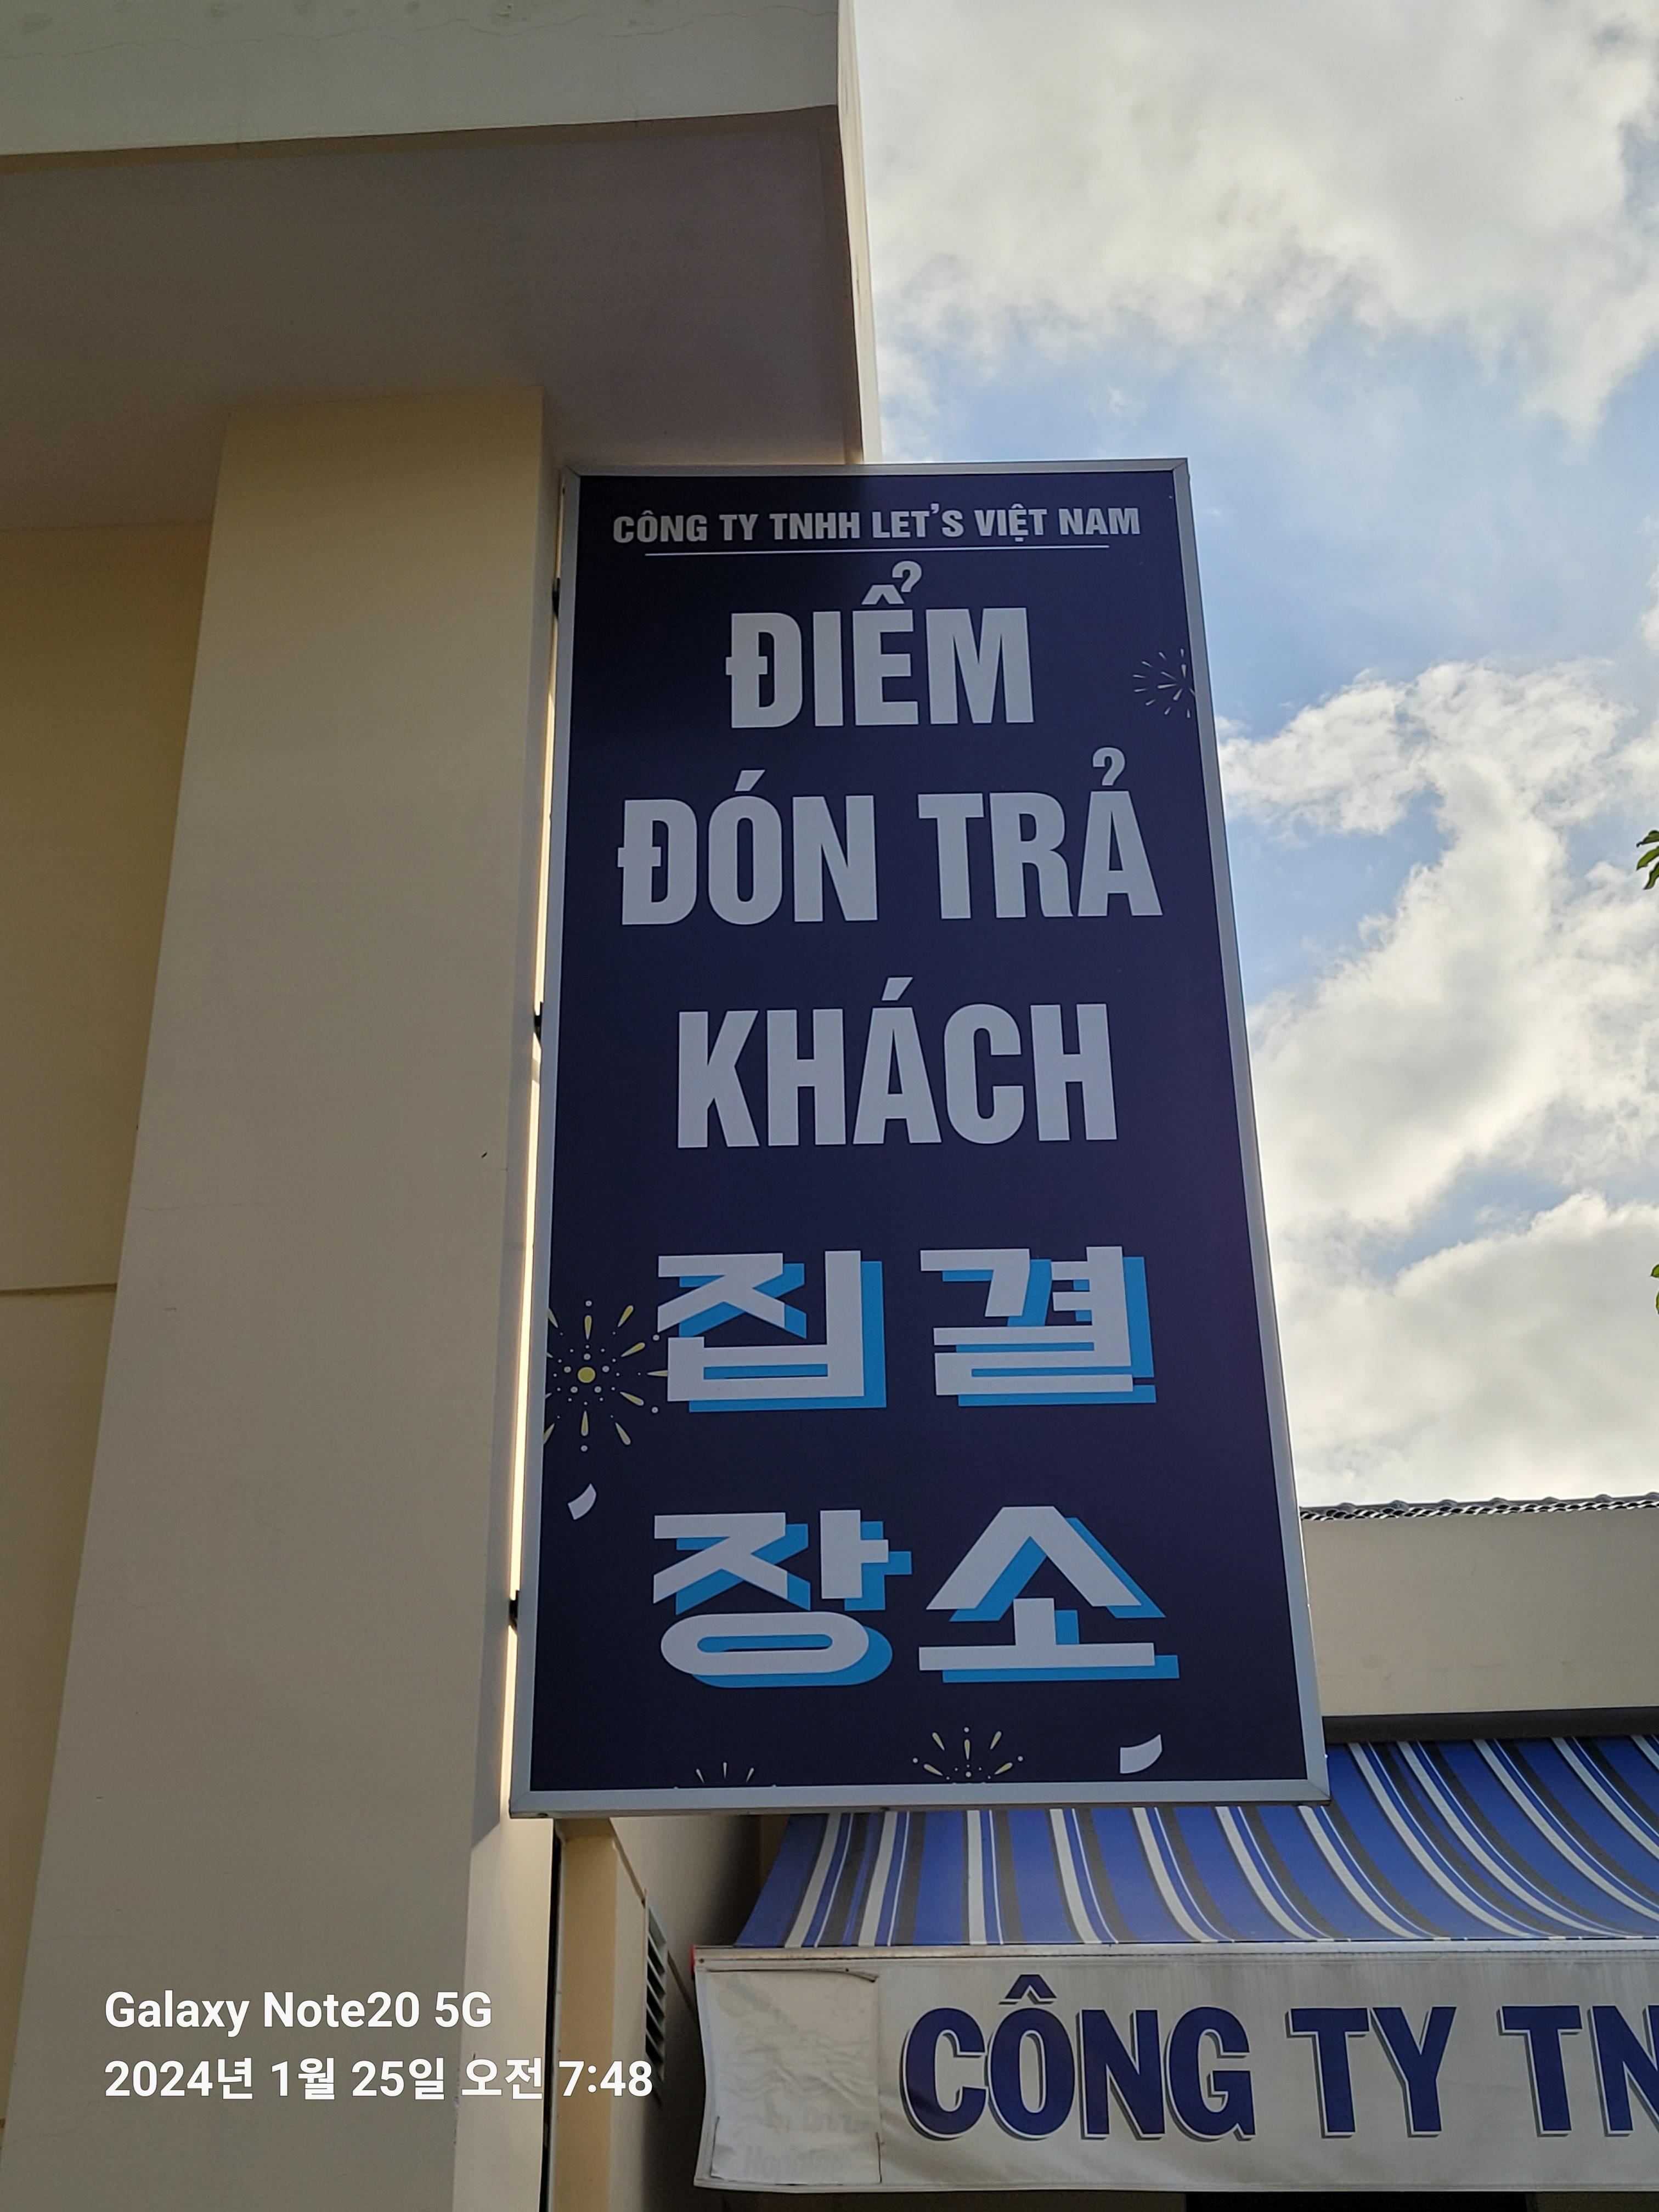 CÔNG TY TNHH LET'S VIỆT NAM
ĐIỂM
ĐÓN TRẢ
KHÁCH
집결
장소
CÔNG TY TN
Galaxy Note20 5G
2024년 1월 25일 오전 7:48